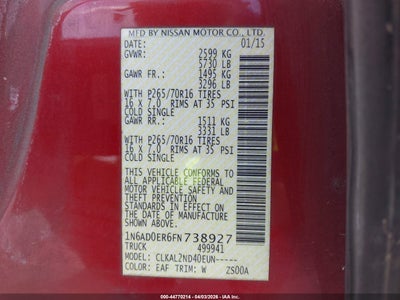 MFD BY NISSAN MOTOR CO., LTD.
DATE: 01/15
GVWR: 2599 KG
5730 LB
GAWR FR.: 1495 KG
3296 LB
WITH P265/70R16 TIRES
16 X 7.0 RIMS AT 35 PSI
COLD SINGLE
GAWR RR.: 1511 KG
3331 LB
WITH P265/70R16 TIRES
16 X 7.0 RIMS AT 35 PSI
COLD SINGLE
THIS VEHICLE CONFORMS TO ALL
APPLICABLE U.S. FEDERAL
MOTOR VEHICLE SAFETY AND
THEFT PREVENTION
STANDARDS IN EFFECT ON THE
DATE OF MANUFACTURE
SHOWN ABOVE.
1N6AD0ER6FN738927
TRUCK 499941
MODEL: CLKAL2ND40EUN----
COLOR: EAF TRIM: W 2S00A
600-44770214 - 04/03/2026 - IAA